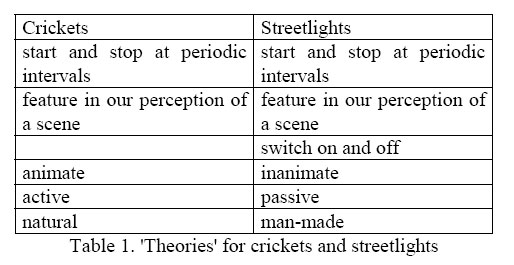 Crickets Streetlights
start and stop at periodic start and stop at periodic
intervals intervals
feature in our perception of feature in our perception of
a scene a scene
switch on and off
animate inanimate
active passive
natural man-made
Table 1. 'Theories' for crickets and streetlights